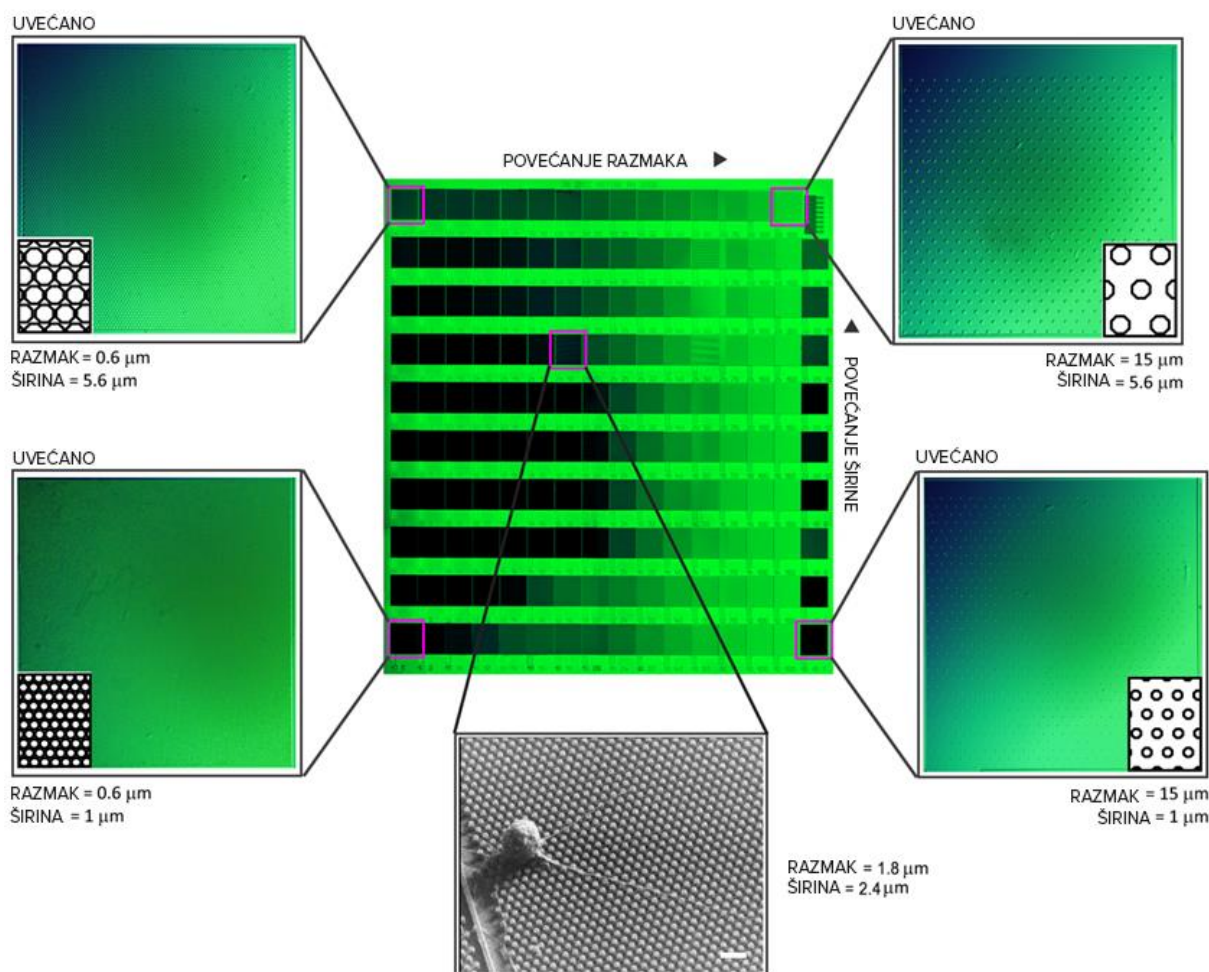 UVEĆANO
UVEĆANO
POVEĆANJE RAZMAKA
RAZMAK = 0.6 μm
ŠIRINA = 5.6 μm
RAZMAK = 15 μm
ŠIRINA = 5.6 μm
POVEĆANJE ŠIRINE
UVEĆANO
UVEĆANO
RAZMAK = 0.6 μm
ŠIRINA = 1 μm
RAZMAK = 15 μm
ŠIRINA = 1 μm
RAZMAK = 1.8 μm
ŠIRINA = 2.4 μm